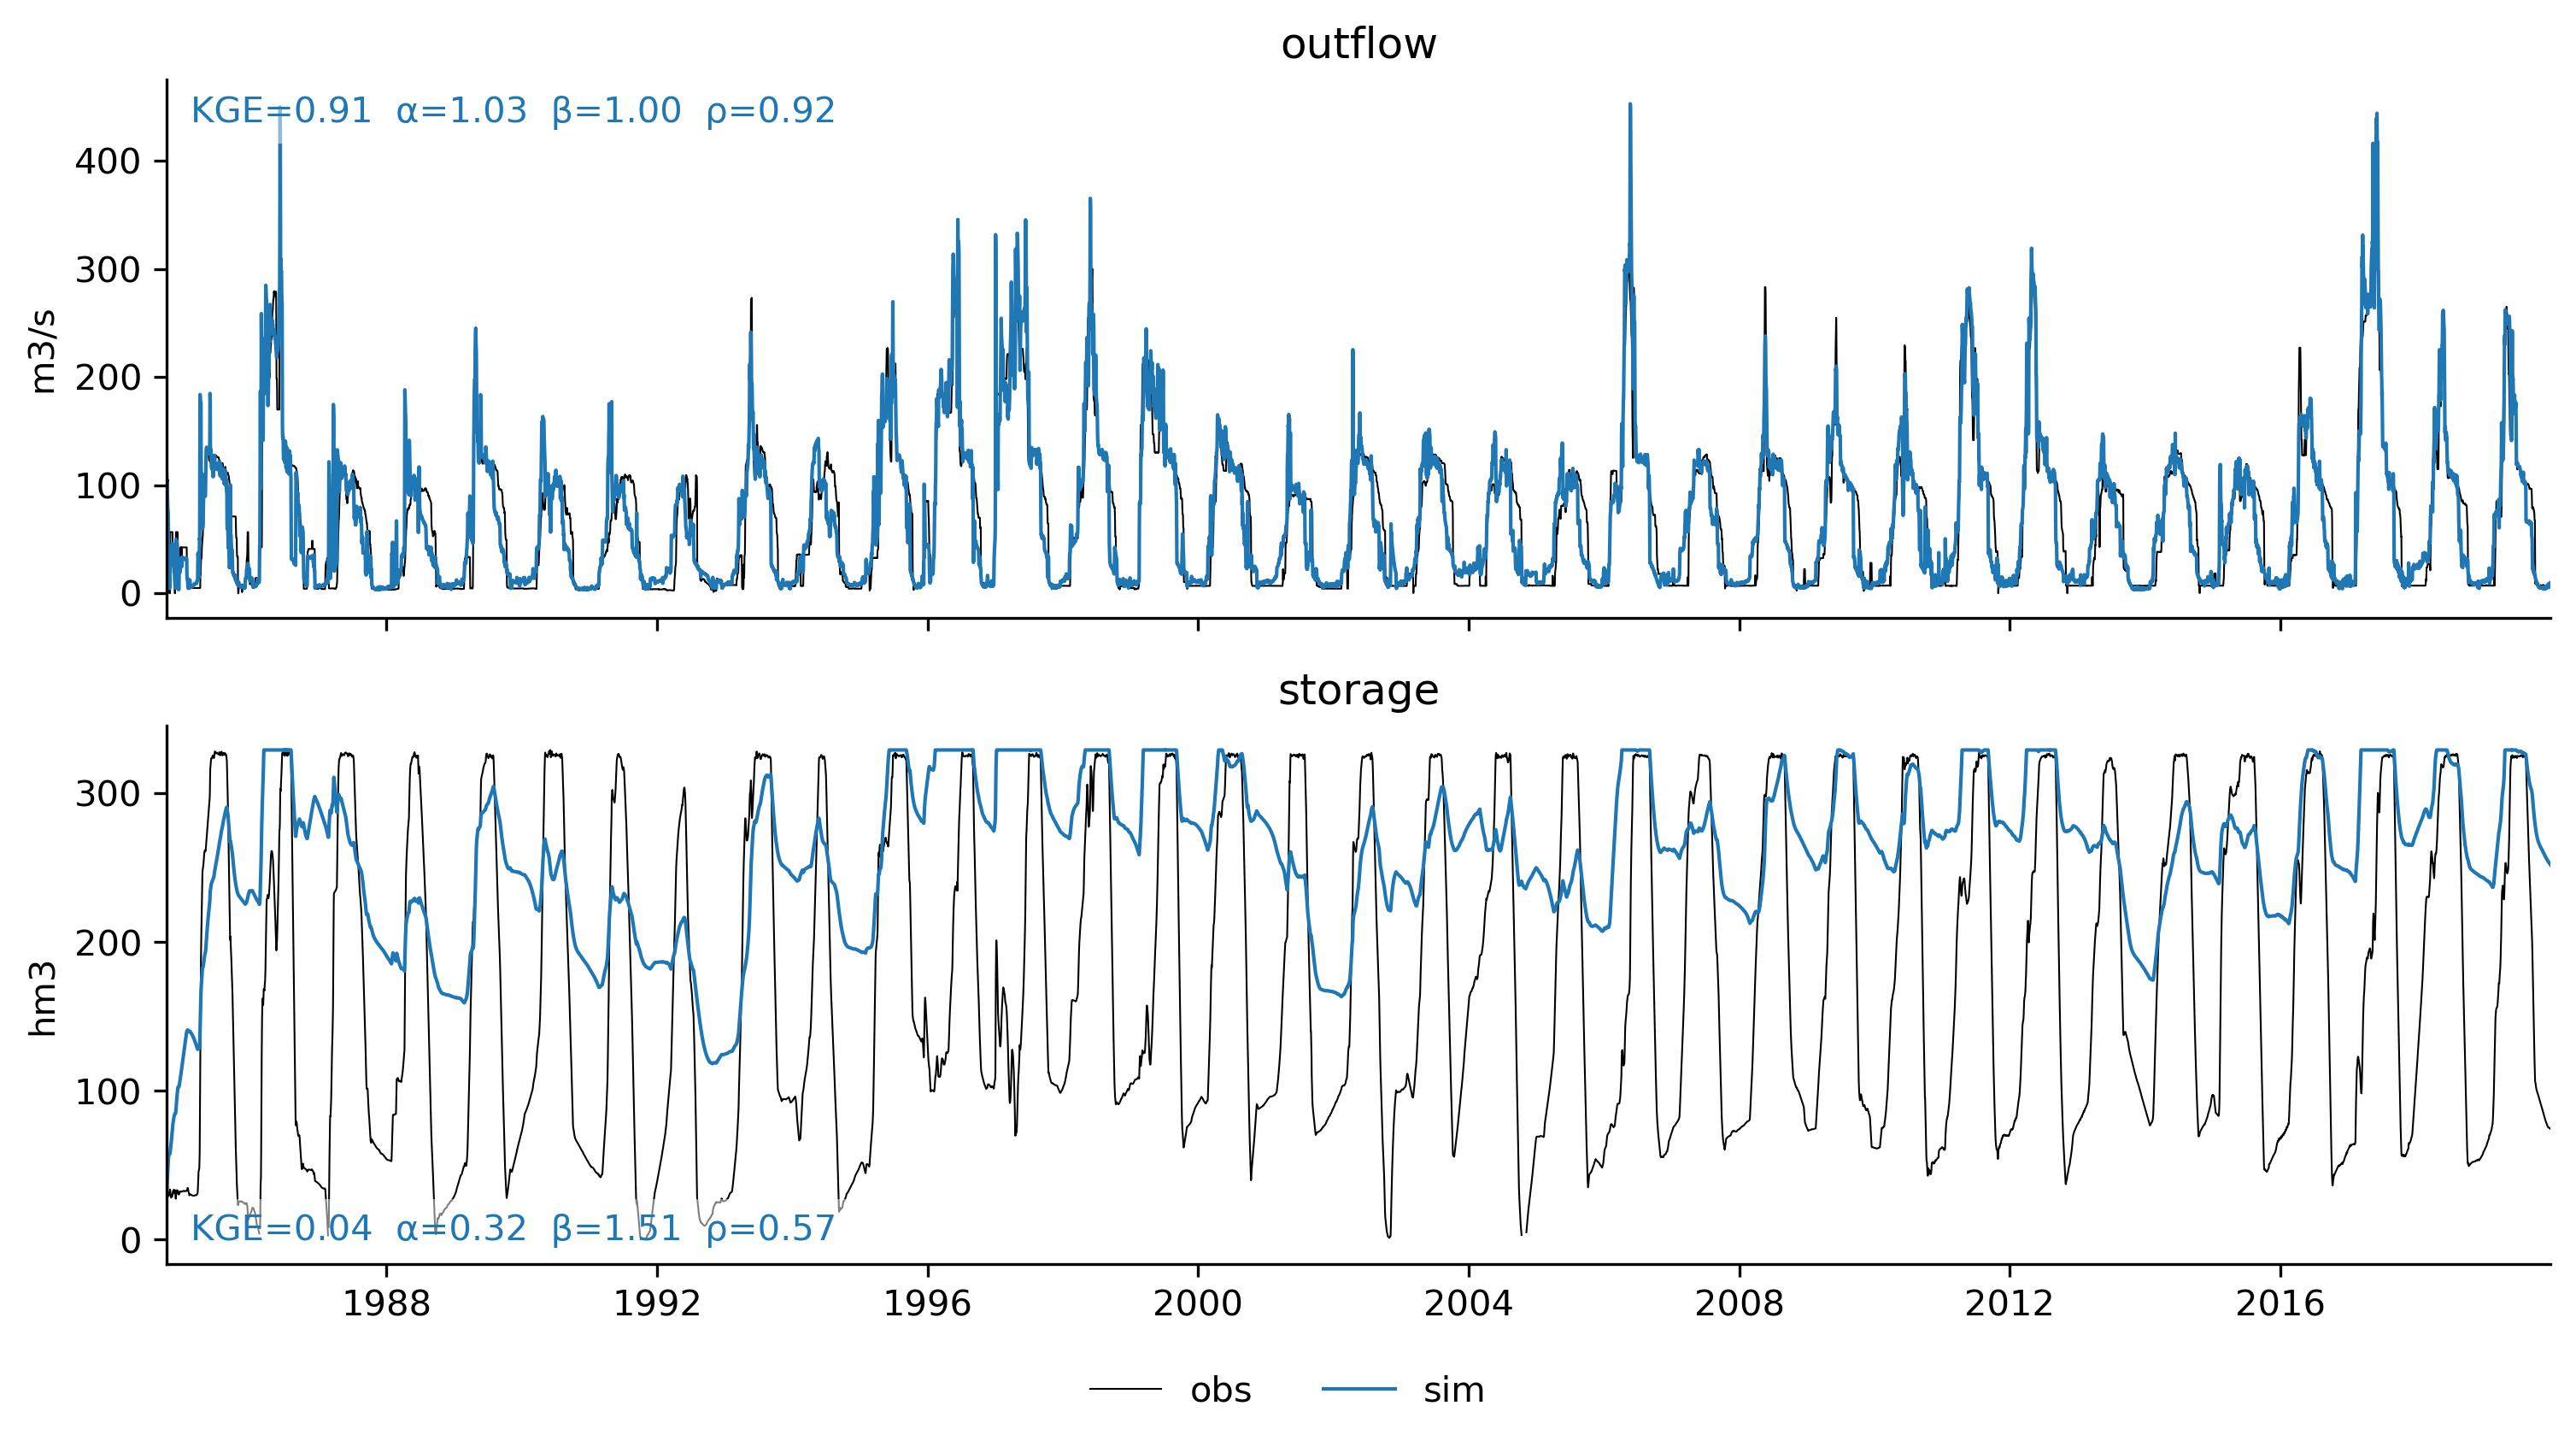 outflow
KGE=0.91 α=1.03 β=1.00 ρ=0.92
400
300
200
100
0
m3/s
storage
300
200
100
0
hm3
KGE=0.04 α=0.32 β=1.51 ρ=0.57
1988 1992 1996 2000 2004 2008 2012 2016
obs sim